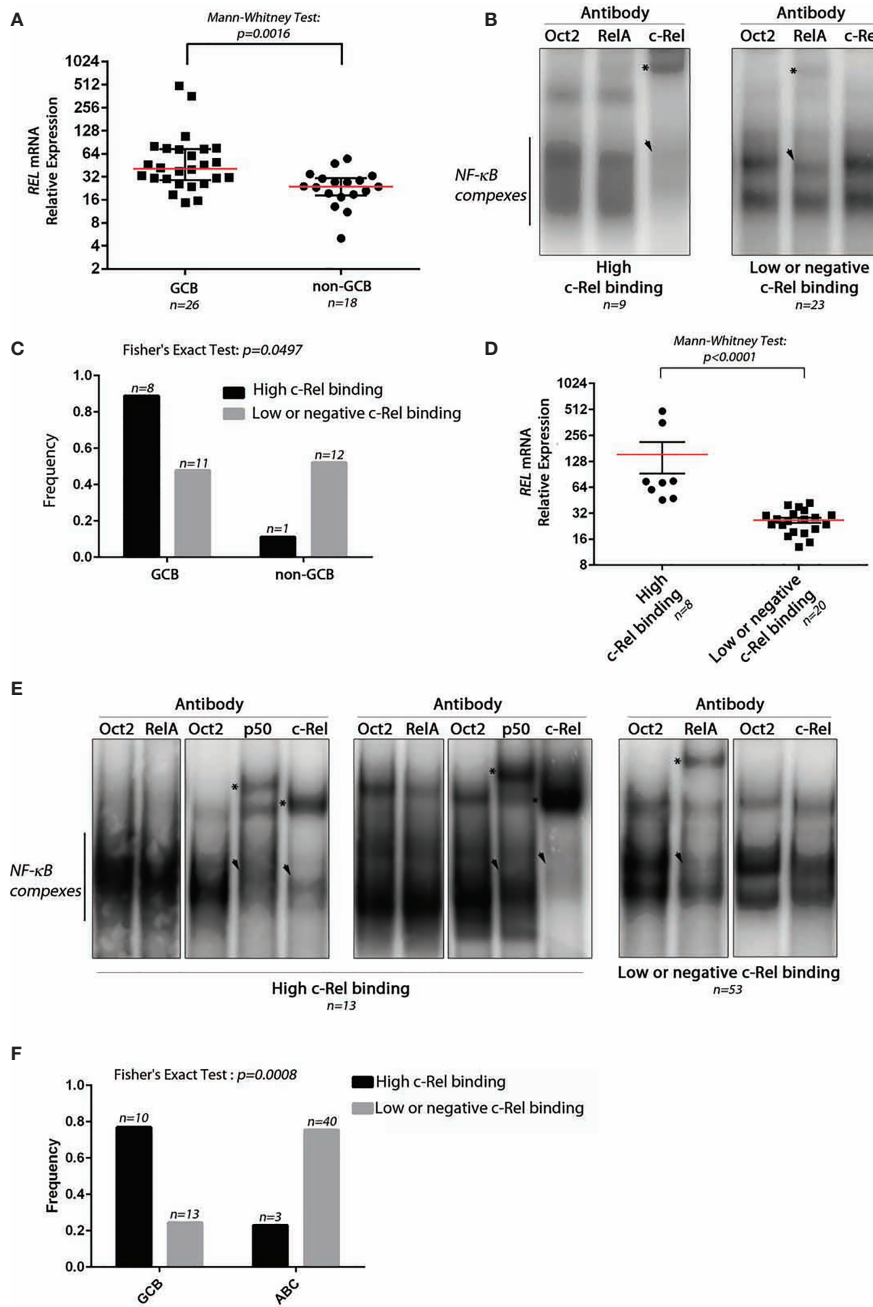 A
Mann-Whitney Test:
p=0.0016
REL mRNA
Relative Expression
1024
512
256
128
64
32
16
8
4
2
GCB
n=26
non-GCB
n=18
B
Antibody
Oct2 RelA c-Rel
*
NF-κB
compexes
High
c-Rel binding
n=9
Antibody
Oct2 RelA c-Rel
*
Low or negative
c-Rel binding
n=23
C
Fisher's Exact Test: p=0.0497
High c-Rel binding
Low or negative c-Rel binding
Frequency
1.0
0.8
0.6
0.4
0.2
0.0
n=8
n=11
n=1
n=12
GCB
non-GCB
D
Mann-Whitney Test:
p<0.0001
REL mRNA
Relative Expression
1024
512
256
128
64
32
16
8
High
c-Rel binding
n=8
Low or negative
c-Rel binding
n=20
E
Antibody
Oct2 RelA Oct2 p50 c-Rel
* *
NF-κB
compexes
Antibody
Oct2 RelA Oct2 p50 c-Rel
* *
High c-Rel binding
n=13
Antibody
Oct2 RelA Oct2 c-Rel
*
Low or negative c-Rel binding
n=53
F
Fisher's Exact Test : p=0.0008
High c-Rel binding
Low or negative c-Rel binding
Frequency
1.0
0.8
0.6
0.4
0.2
0.0
n=10
n=13
n=3
n=40
GCB
ABC